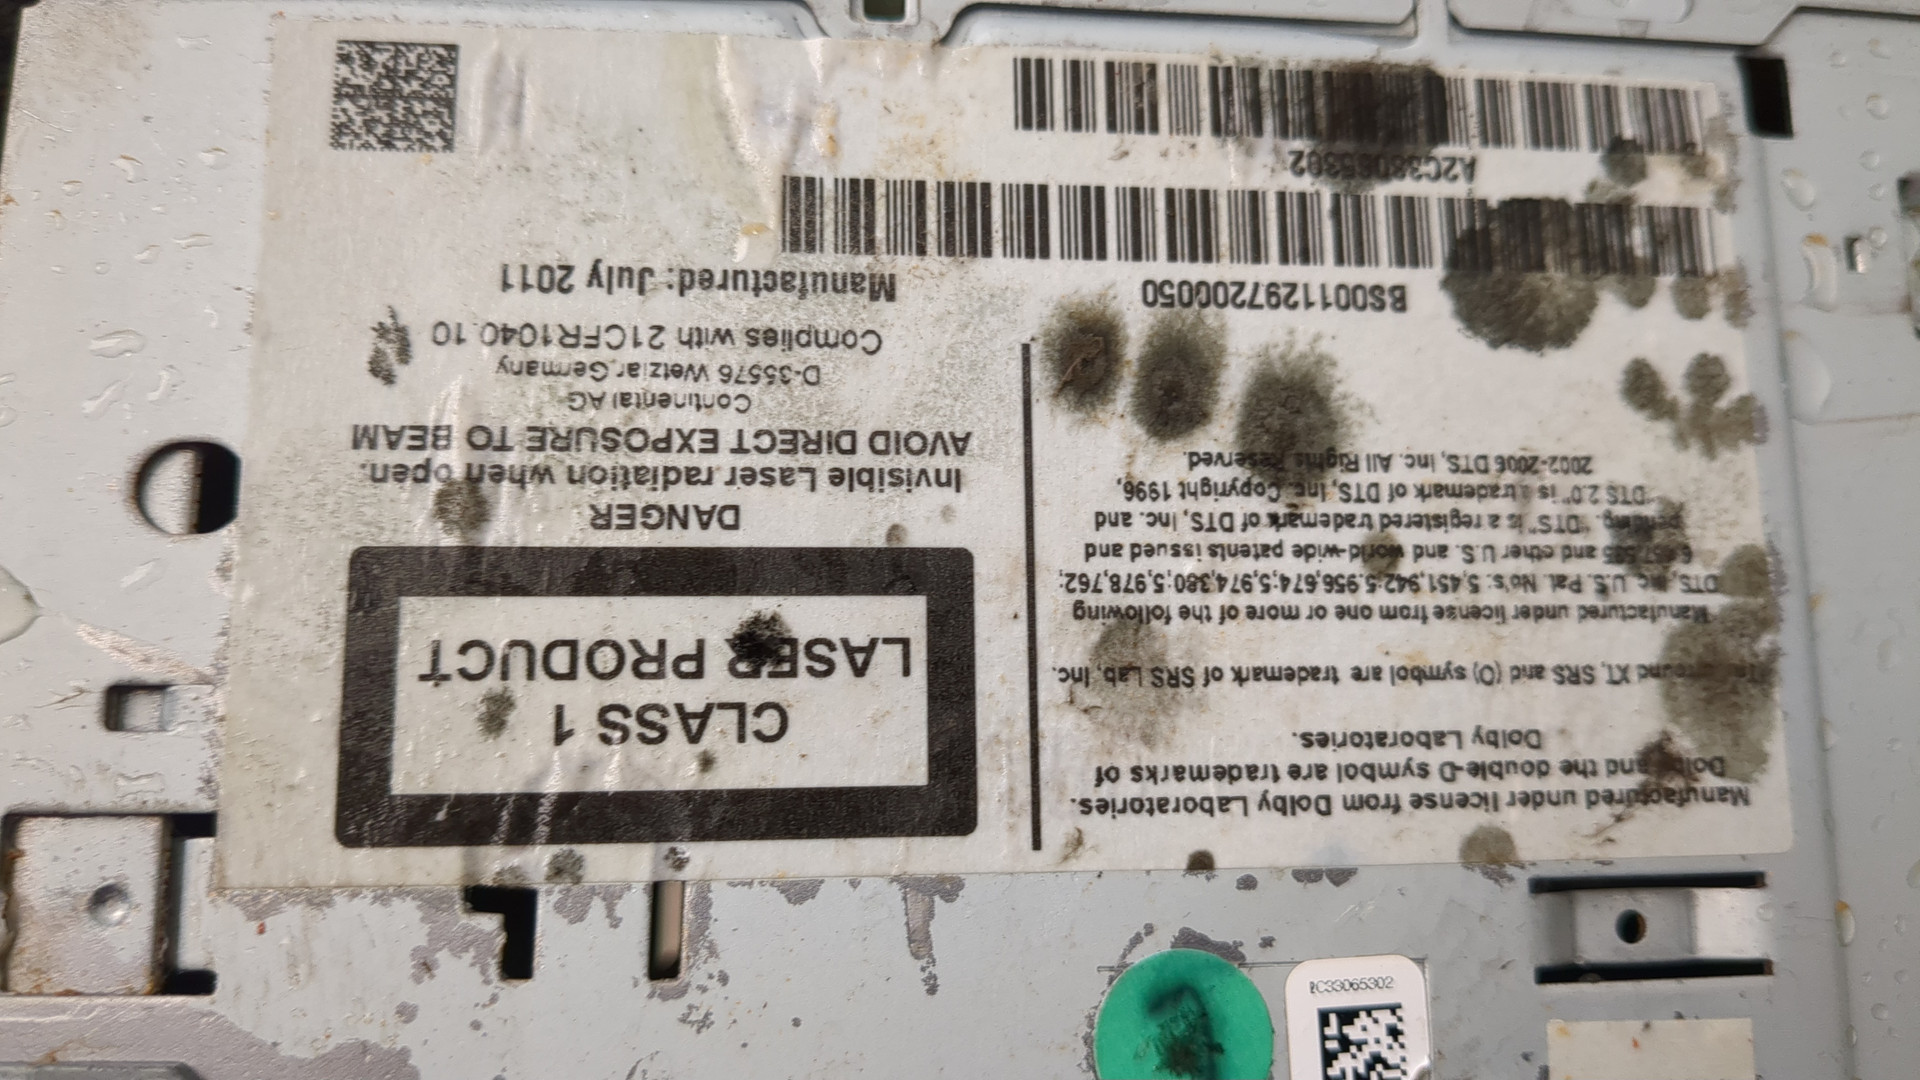 Manufactured under license from Dolby Laboratories.
Dolby and the double-D symbol are trademarks of
Dolby Laboratories.
XT, SRS and (O) symbol are trademark of SRS Lab, Inc.
Manufactured under license from one or more of the following
DTS, Inc. U.S. Pat. No's: 5,451,942;5,956,674;5,974,380;5,978,762;
and other U.S. and world-wide patents issued and
pending. "DTS" is a registered trademark of DTS, Inc. and
"DTS 2.0" is a trademark of DTS, Inc. Copyright 1996,
2002-2006 DTS, Inc. All Rights Reserved.
BS0011297200050
CLASS 1
LASER PRODUCT
DANGER
Invisible Laser radiation when open.
AVOID DIRECT EXPOSURE TO BEAM
Continental AG
D-35576 Wetzlar, Germany
Complies with 21CFR1040.10
Manufactured: July 2011